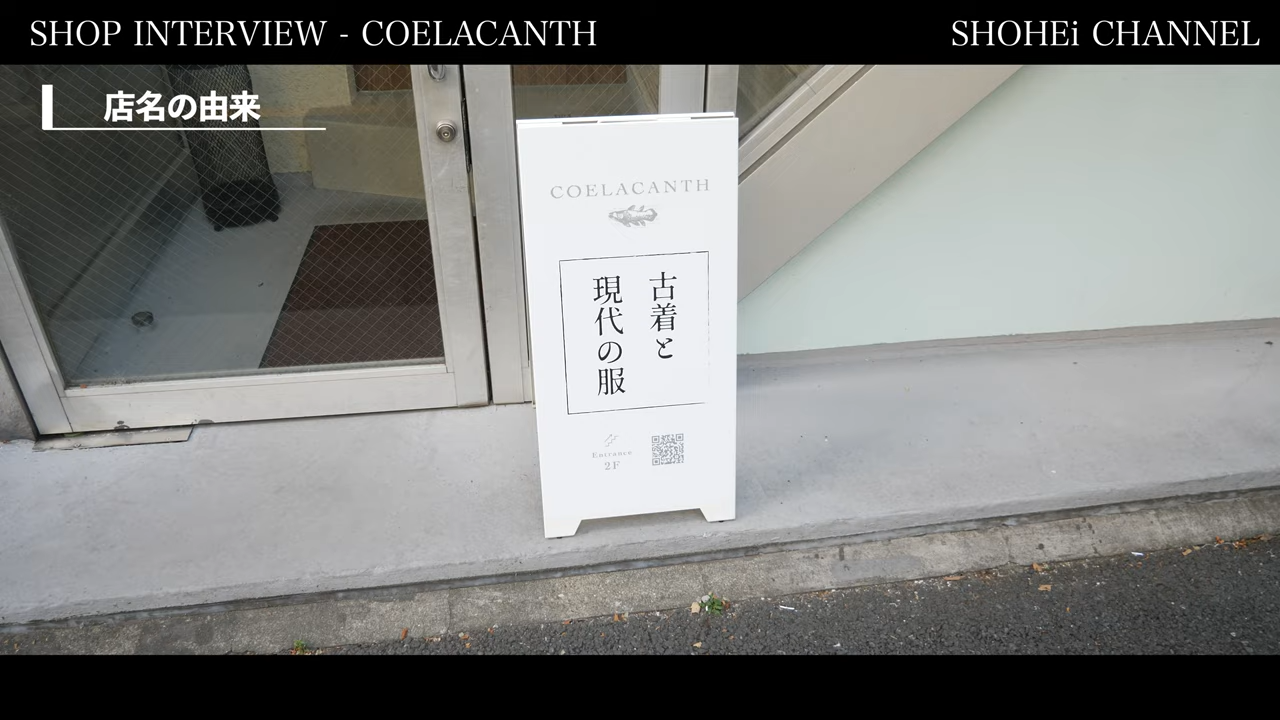 SHOP INTERVIEW - COELACANTH
SHOHEi CHANNEL
店名の由来
COELACANTH
古着と
現代の服
Entrance
2F